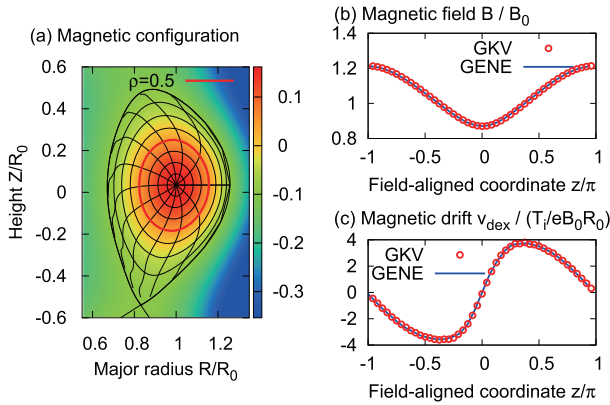 (a) Magnetic configuration
ρ=0.5
Height Z/R0
0.6
0.4
0.2
0
-0.2
-0.4
-0.6
0.6
0.8
1
1.2
Major radius R/R0
0.1
0
-0.1
-0.2
-0.3
(b) Magnetic field B / B0
GKV
GENE
1.4
1.2
1
0.8
-1
-0.5
0
0.5
1
Field-aligned coordinate z/π
(c) Magnetic drift vdex / (Ti/eB0R0)
GKV
GENE
4
2
0
-2
-4
-1
-0.5
0
0.5
1
Field-aligned coordinate z/π